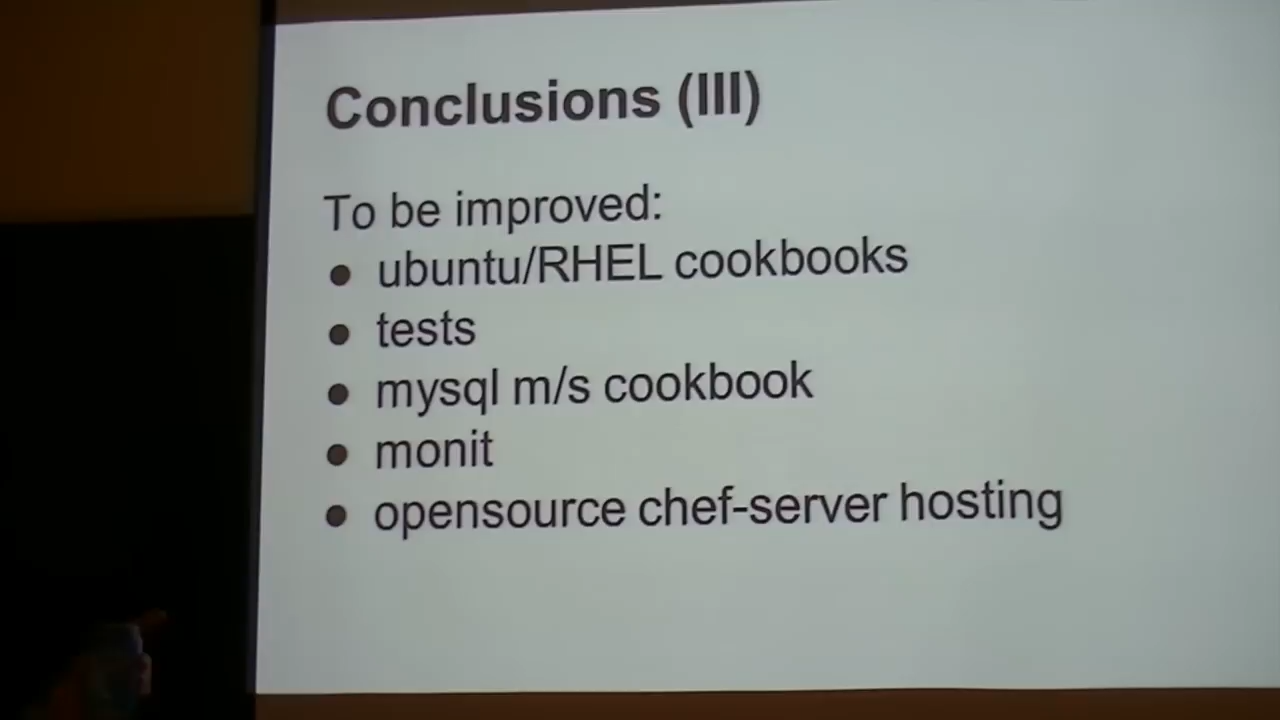 Conclusions (III)
To be improved:
● ubuntu/RHEL cookbooks
● tests
● mysql m/s cookbook
● monit
● opensource chef-server hosting